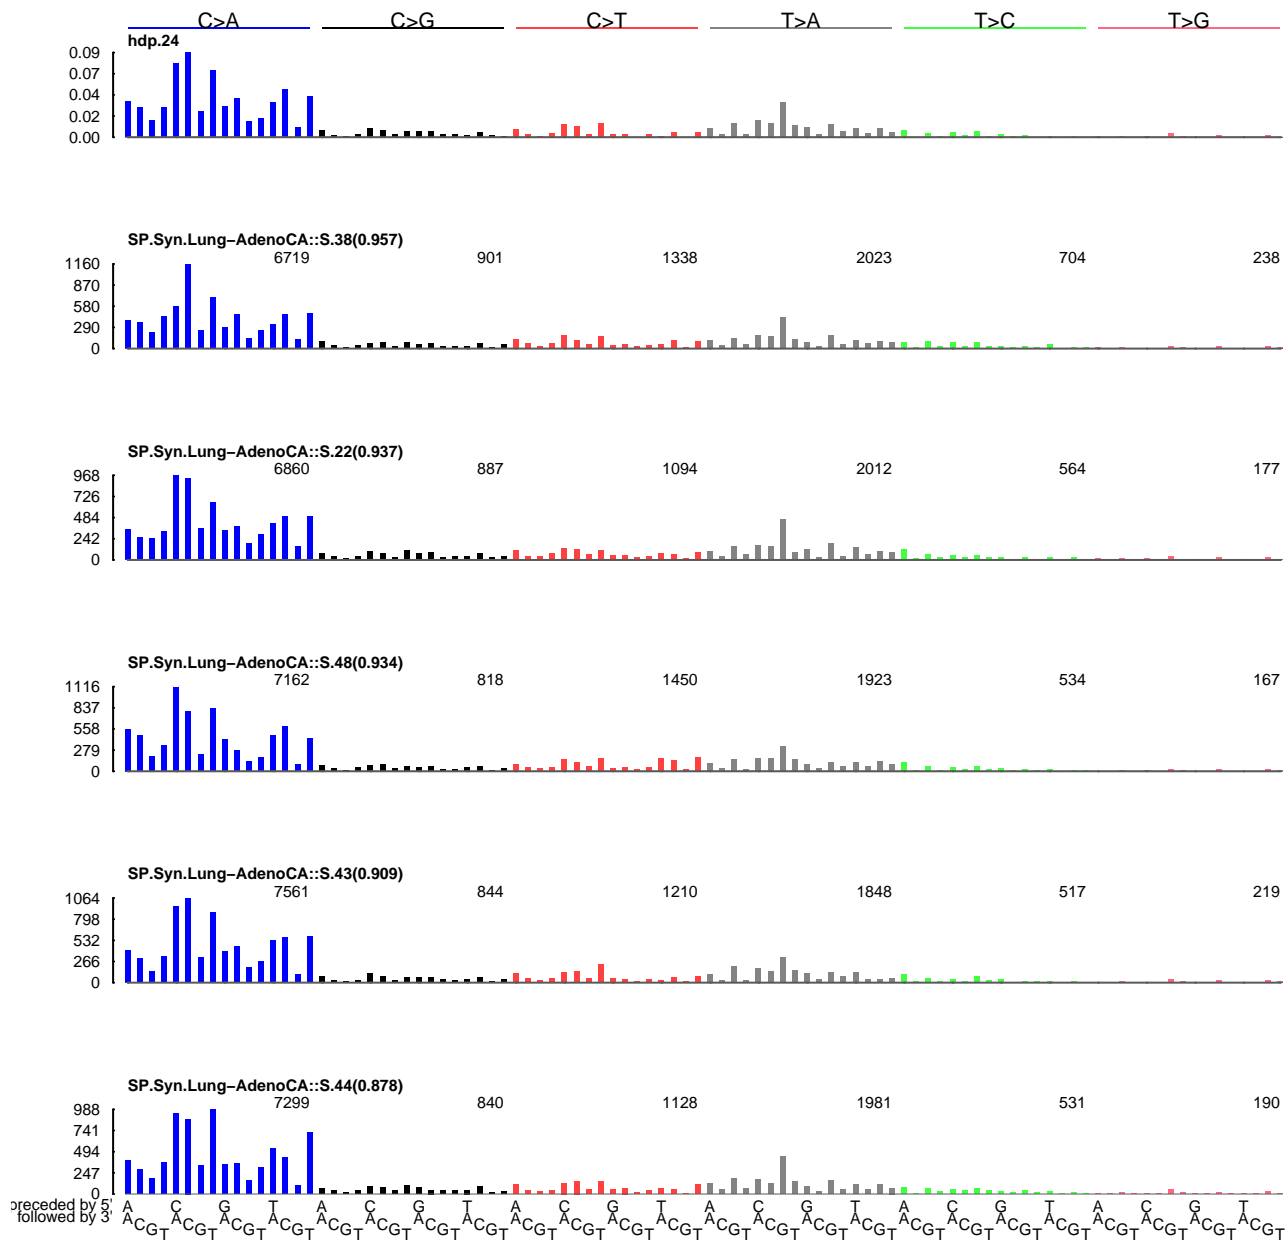 C>A C>G C>T T>A T>C T>G
hdp.24
0.09
0.07
0.04
0.02
0.00
SP.Syn.Lung−AdenoCA::S.38(0.957)
6719 901 1338 2023 704 238
1160
870
580
290
0
SP.Syn.Lung−AdenoCA::S.22(0.937)
6860 887 1094 2012 564 177
968
726
484
242
0
SP.Syn.Lung−AdenoCA::S.48(0.934)
7162 818 1450 1923 534 167
1116
837
558
279
0
SP.Syn.Lung−AdenoCA::S.43(0.909)
7561 844 1210 1848 517 219
1064
798
532
266
0
SP.Syn.Lung−AdenoCA::S.44(0.878)
7299 840 1128 1981 531 190
988
741
494
247
0
preceded by 5' A C G T A C G T A C G T A C G T A C G T A C G T
followed by 3' A C G T A C G T A C G T A C G T A C G T A C G T A C G T A C G T A C G T A C G T A C G T A C G T A C G T A C G T A C G T A C G T A C G T A C G T A C G T A C G T A C G T A C G T A C G T A C G T